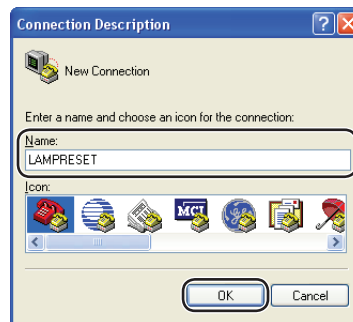 Connection Description
New Connection
Enter a name and choose an icon for the connection:
Name:
LAMPRESET
Icon:
MCI
OK
Cancel